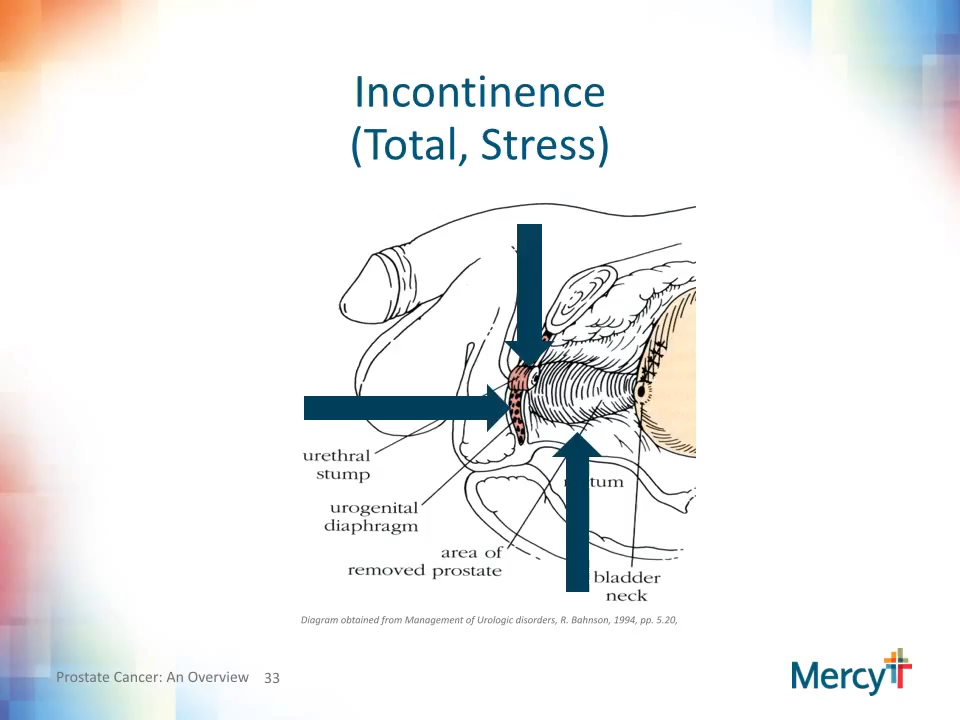 Incontinence
(Total, Stress)
urethral
stump
urogenital
diaphragm
area of
removed prostate
bladder
neck
Diagram obtained from Management of Urologic disorders, R. Bahnson, 1994, pp. 5.20,
Prostate Cancer: An Overview 33
Mercy